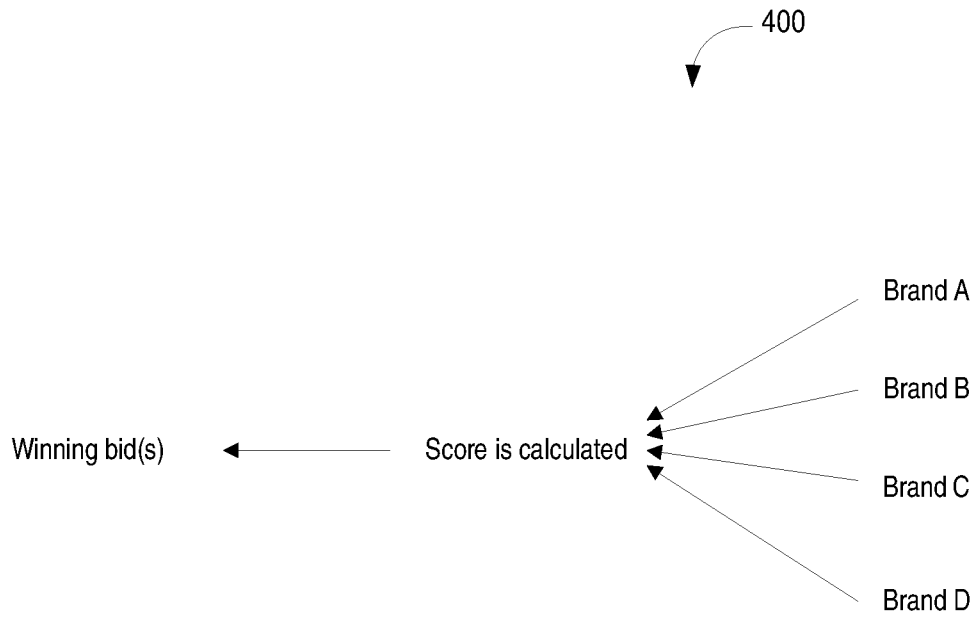 400
Brand A
Brand B
Winning bid(s)
Score is calculated
Brand C
Brand D